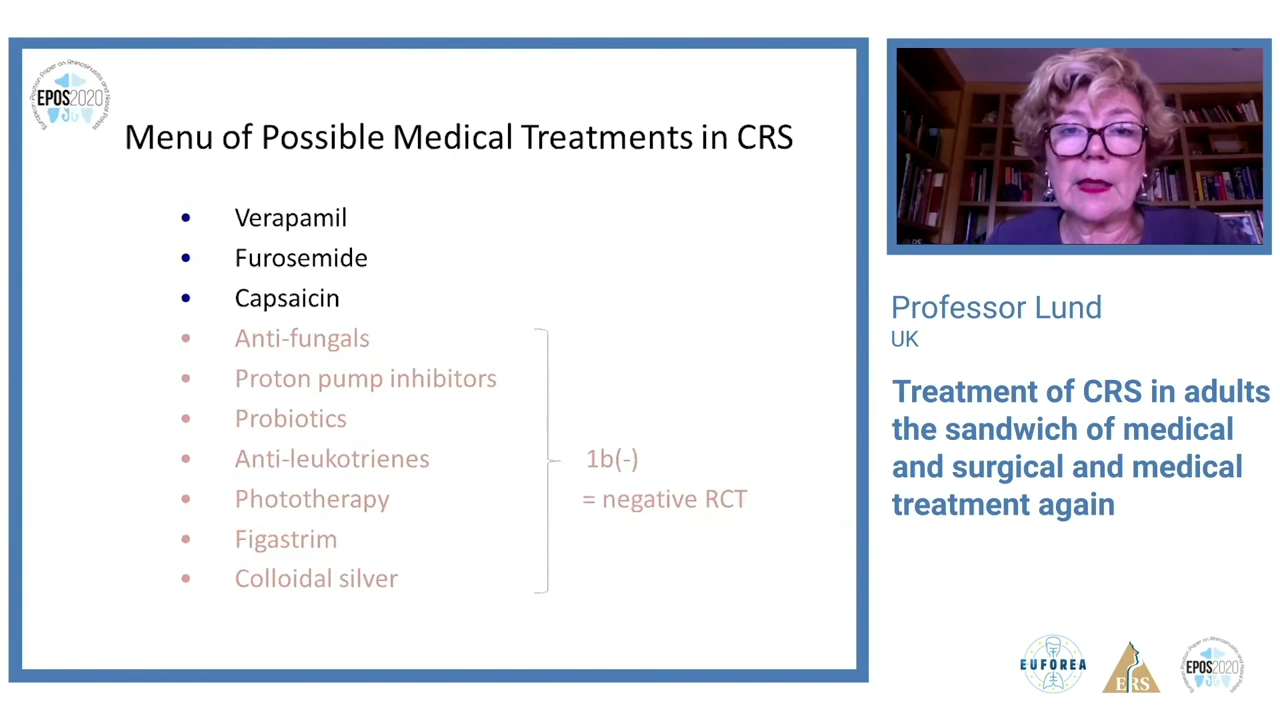 EPOS2020
Menu of Possible Medical Treatments in CRS
• Verapamil
• Furosemide
• Capsaicin
• Anti-fungals
• Proton pump inhibitors
• Probiotics
• Anti-leukotrienes
• Phototherapy
• Figastrim
• Colloidal silver
1b(-)
= negative RCT
Professor Lund
UK
Treatment of CRS in adults
the sandwich of medical
and surgical and medical
treatment again
EUFOREA
ERS
EPOS2020